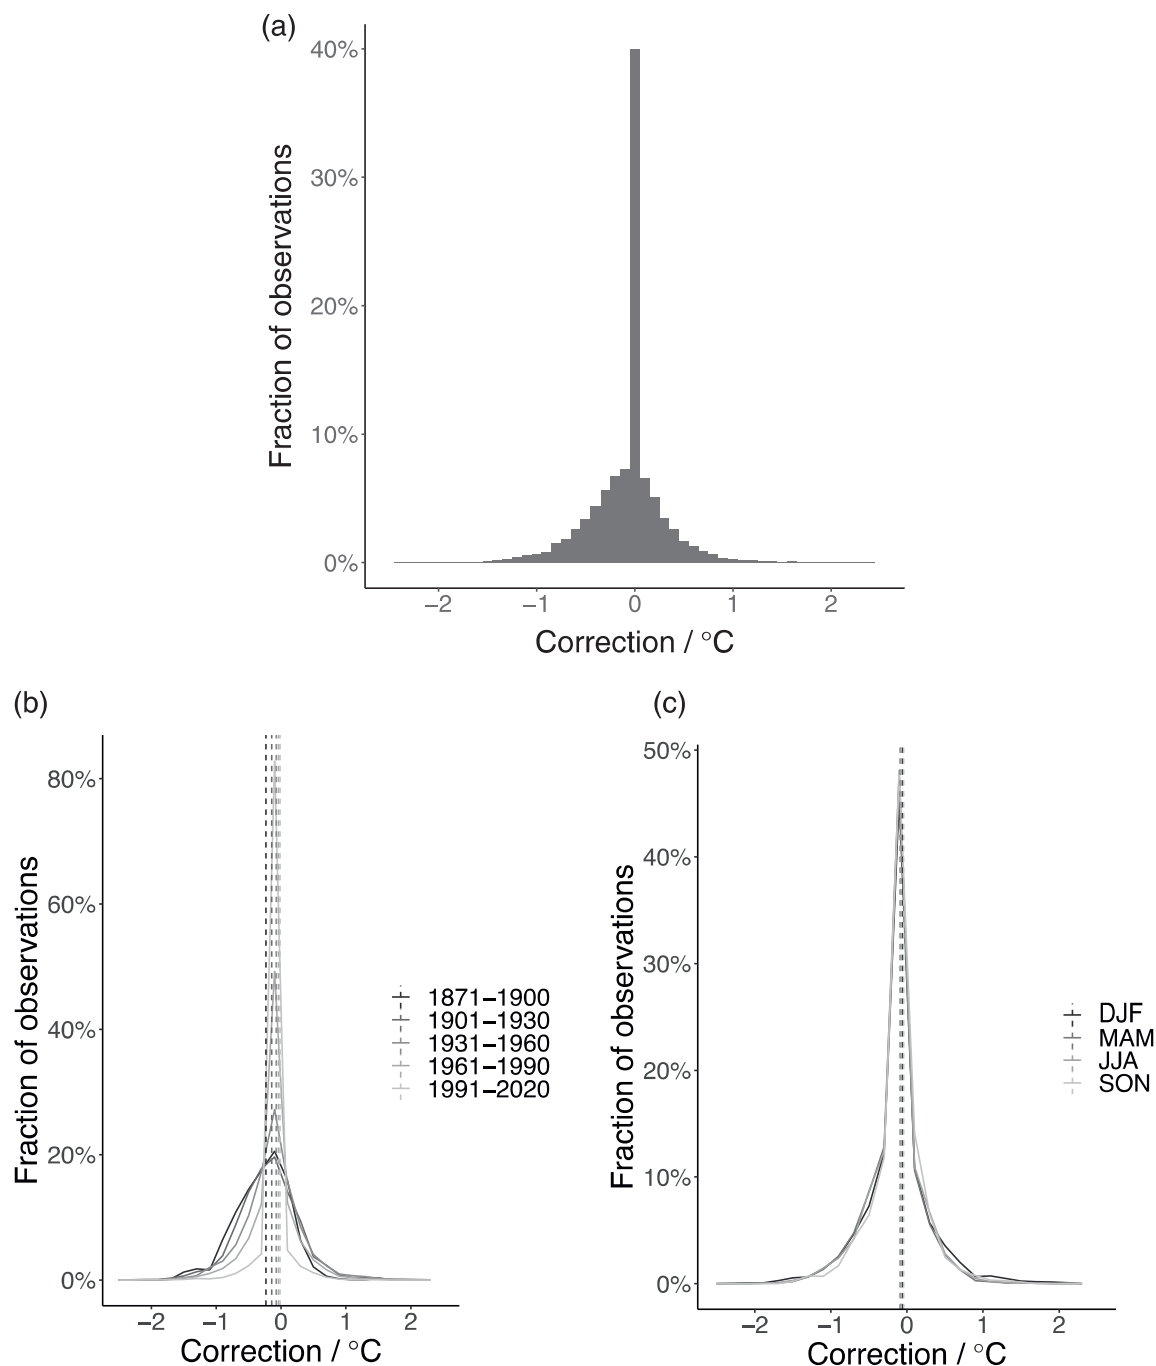 (a)
40%
30%
20%
10%
0%
Fraction of observations
−2 −1 0 1 2
Correction / °C
(b)
80%
60%
40%
20%
0%
Fraction of observations
−2 −1 0 1 2
Correction / °C
1871−1900
1901−1930
1931−1960
1961−1990
1991−2020
(c)
50%
40%
30%
20%
10%
0%
Fraction of observations
−2 −1 0 1 2
Correction / °C
DJF
MAM
JJA
SON